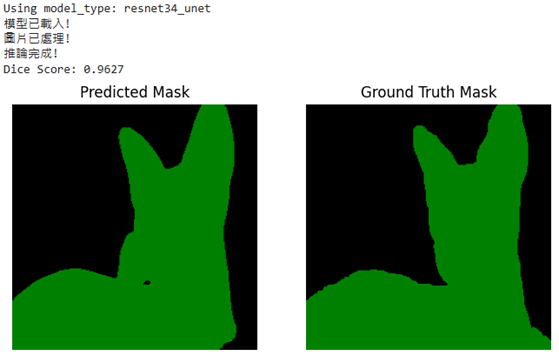 Using model_type: resnet34_unet
模型已載入!
圖片已處理!
推論完成!
Dice Score: 0.9627
Predicted Mask
Ground Truth Mask